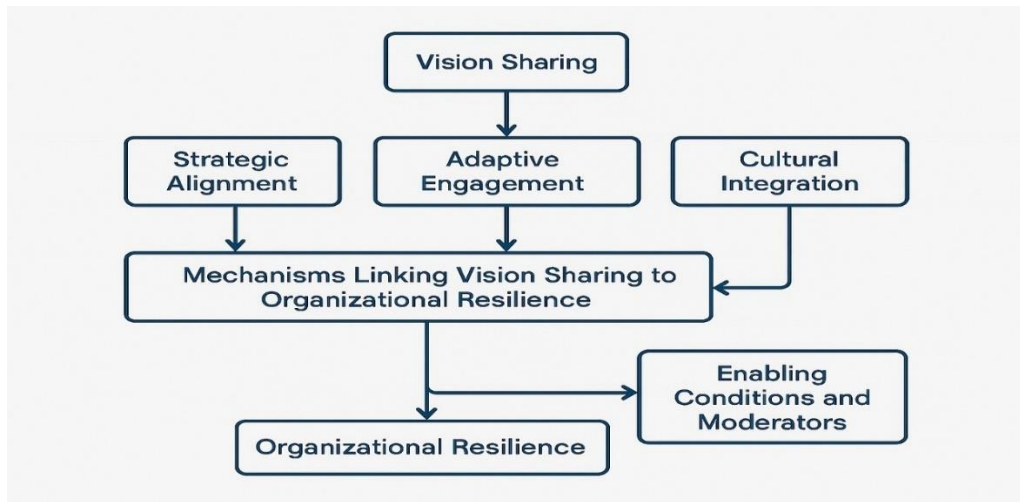 Vision Sharing
Strategic
Alignment
Adaptive
Engagement
Cultural
Integration
Mechanisms Linking Vision Sharing to
Organizational Resilience
Enabling
Conditions and
Moderators
Organizational Resilience